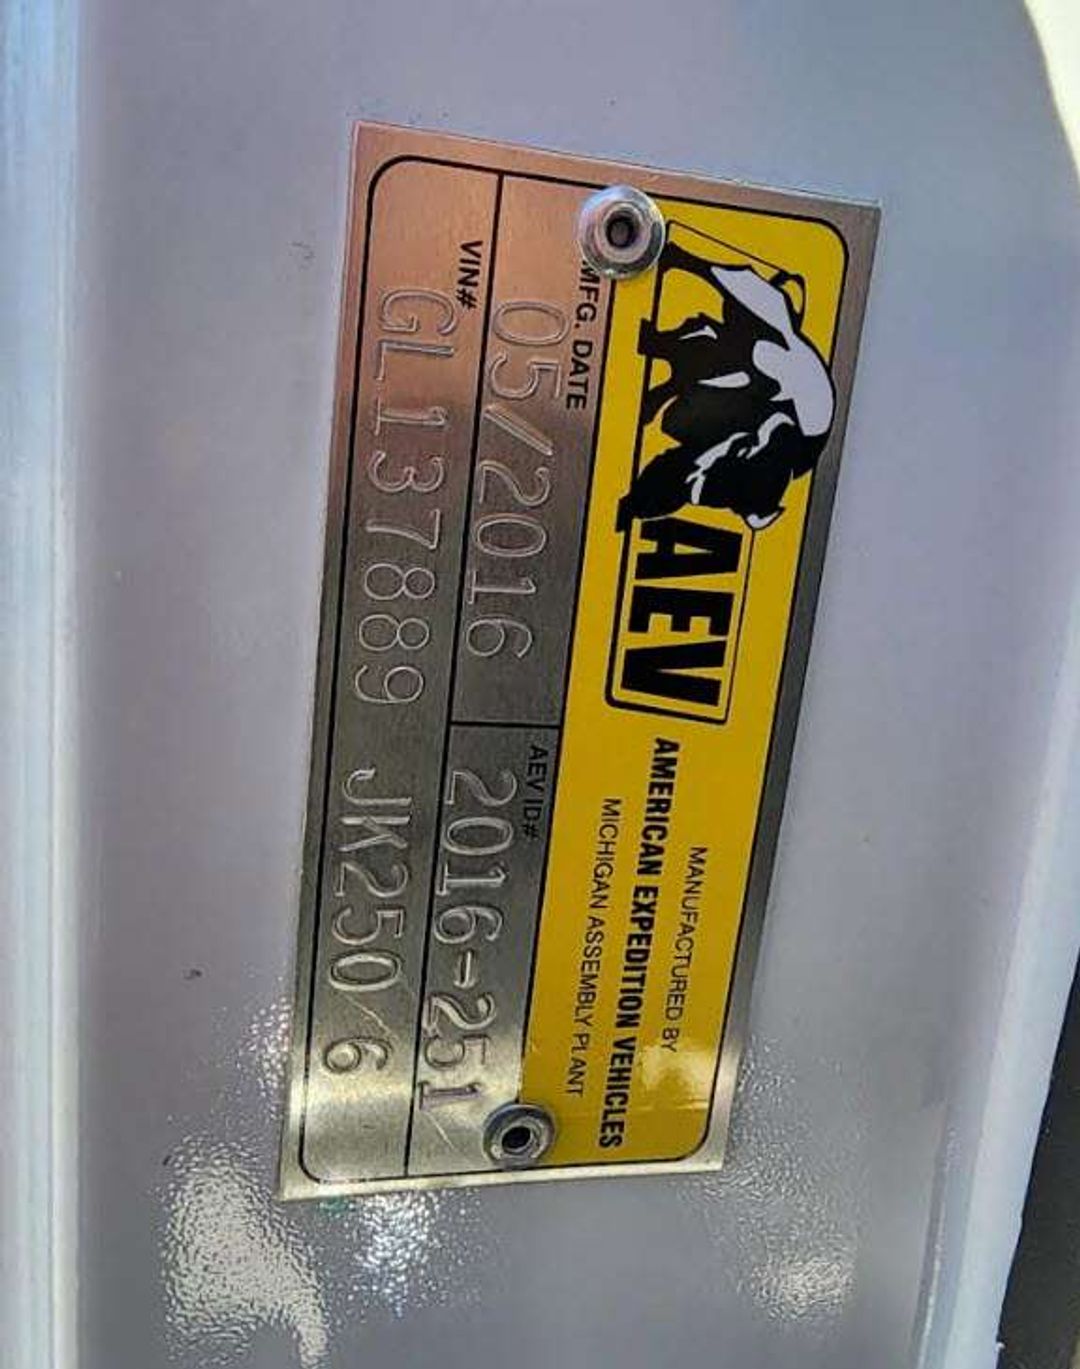 AEV
MANUFACTURED BY
AMERICAN EXPEDITION VEHICLES
MICHIGAN ASSEMBLY PLANT
MFG. DATE
05/2016
AEV ID#
2016-251
VIN#
GL137889 JK250/6